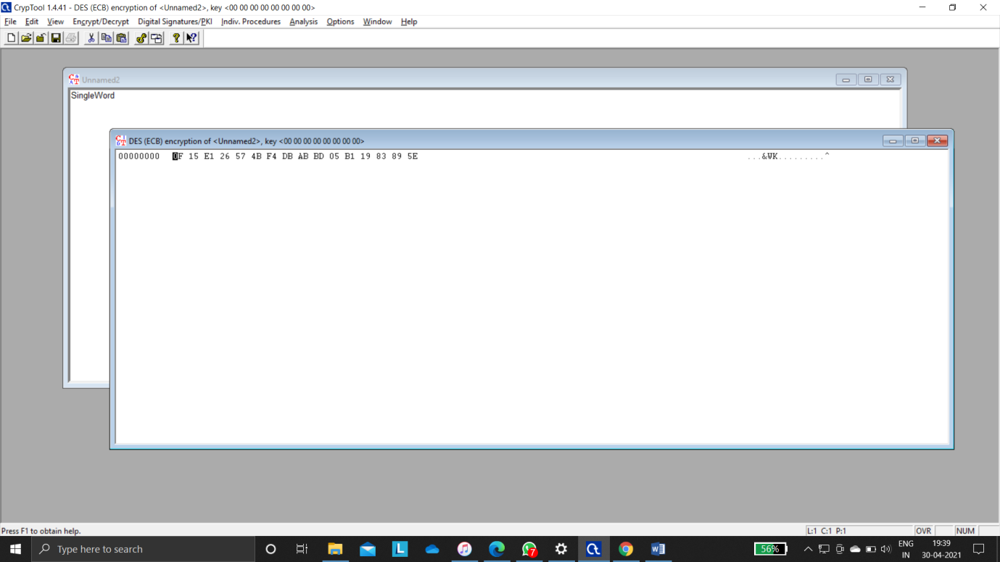 CrypTool 1.4.41 - DES (ECB) encryption of <Unnamed2>, key <00 00 00 00 00 00 00 00>
File Edit View Encrypt/Decrypt Digital Signatures/PKI Indiv. Procedures Analysis Options Window Help
Unnamed2
SingleWord
DES (ECB) encryption of <Unnamed2>, key <00 00 00 00 00 00 00 00>
00000000 0F 15 E1 26 57 4B F4 DB AB BD 05 B1 19 83 89 5E ...&WK.........^
Press F1 to obtain help.
L:1 C:1 P:1 OVR NUM
Type here to search
7
56%
ENG
IN
19:39
30-04-2021